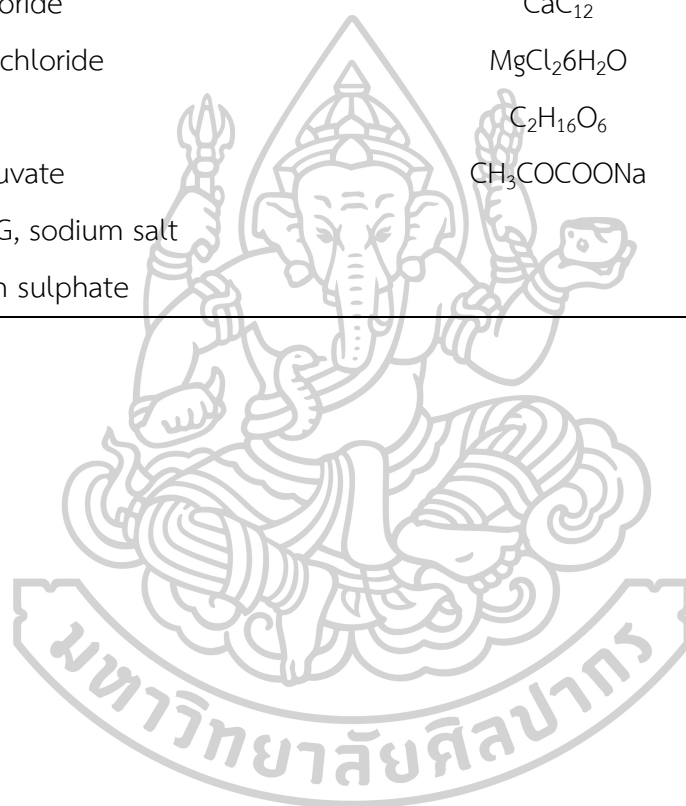 oride CaC₁₂
chloride MgCl₂6H₂O
C₂H₁₆O₆
uvate CH₃COCOONa
G, sodium salt
n sulphate
มหาวิทยาลัยศิลปากร